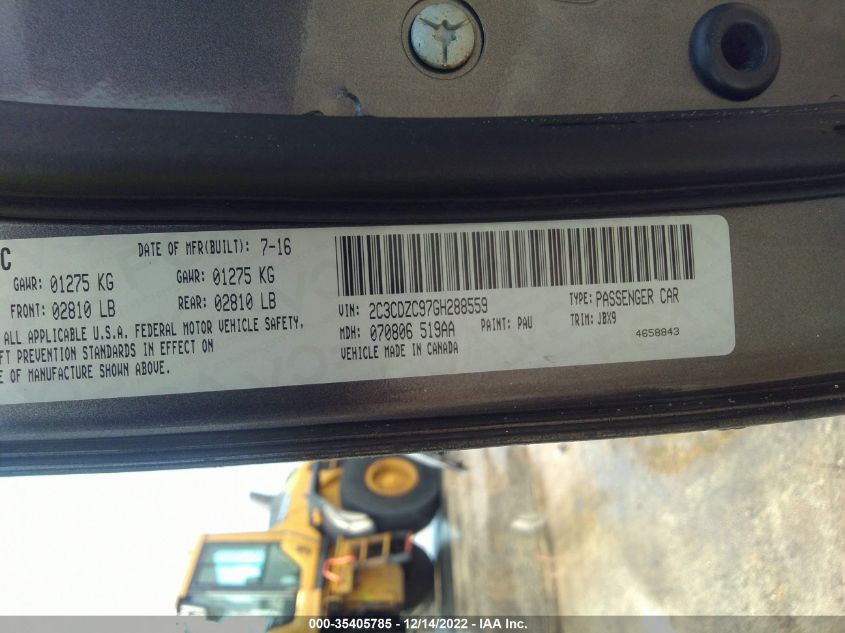 C
DATE OF MFR(BUILT): 7-16
GAWR: 01275 KG GAWR: 01275 KG
FRONT: 02810 LB REAR: 02810 LB
ALL APPLICABLE U.S.A. FEDERAL MOTOR VEHICLE SAFETY,
FT PREVENTION STANDARDS IN EFFECT ON
E OF MANUFACTURE SHOWN ABOVE.
VIN: 2C3CDZC97GH288559 TYPE: PASSENGER CAR
MDH: 070806 519AA PAINT: PAU TRIM: JBX9
VEHICLE MADE IN CANADA 4658843
000-35405785 - 12/14/2022 - IAA Inc.